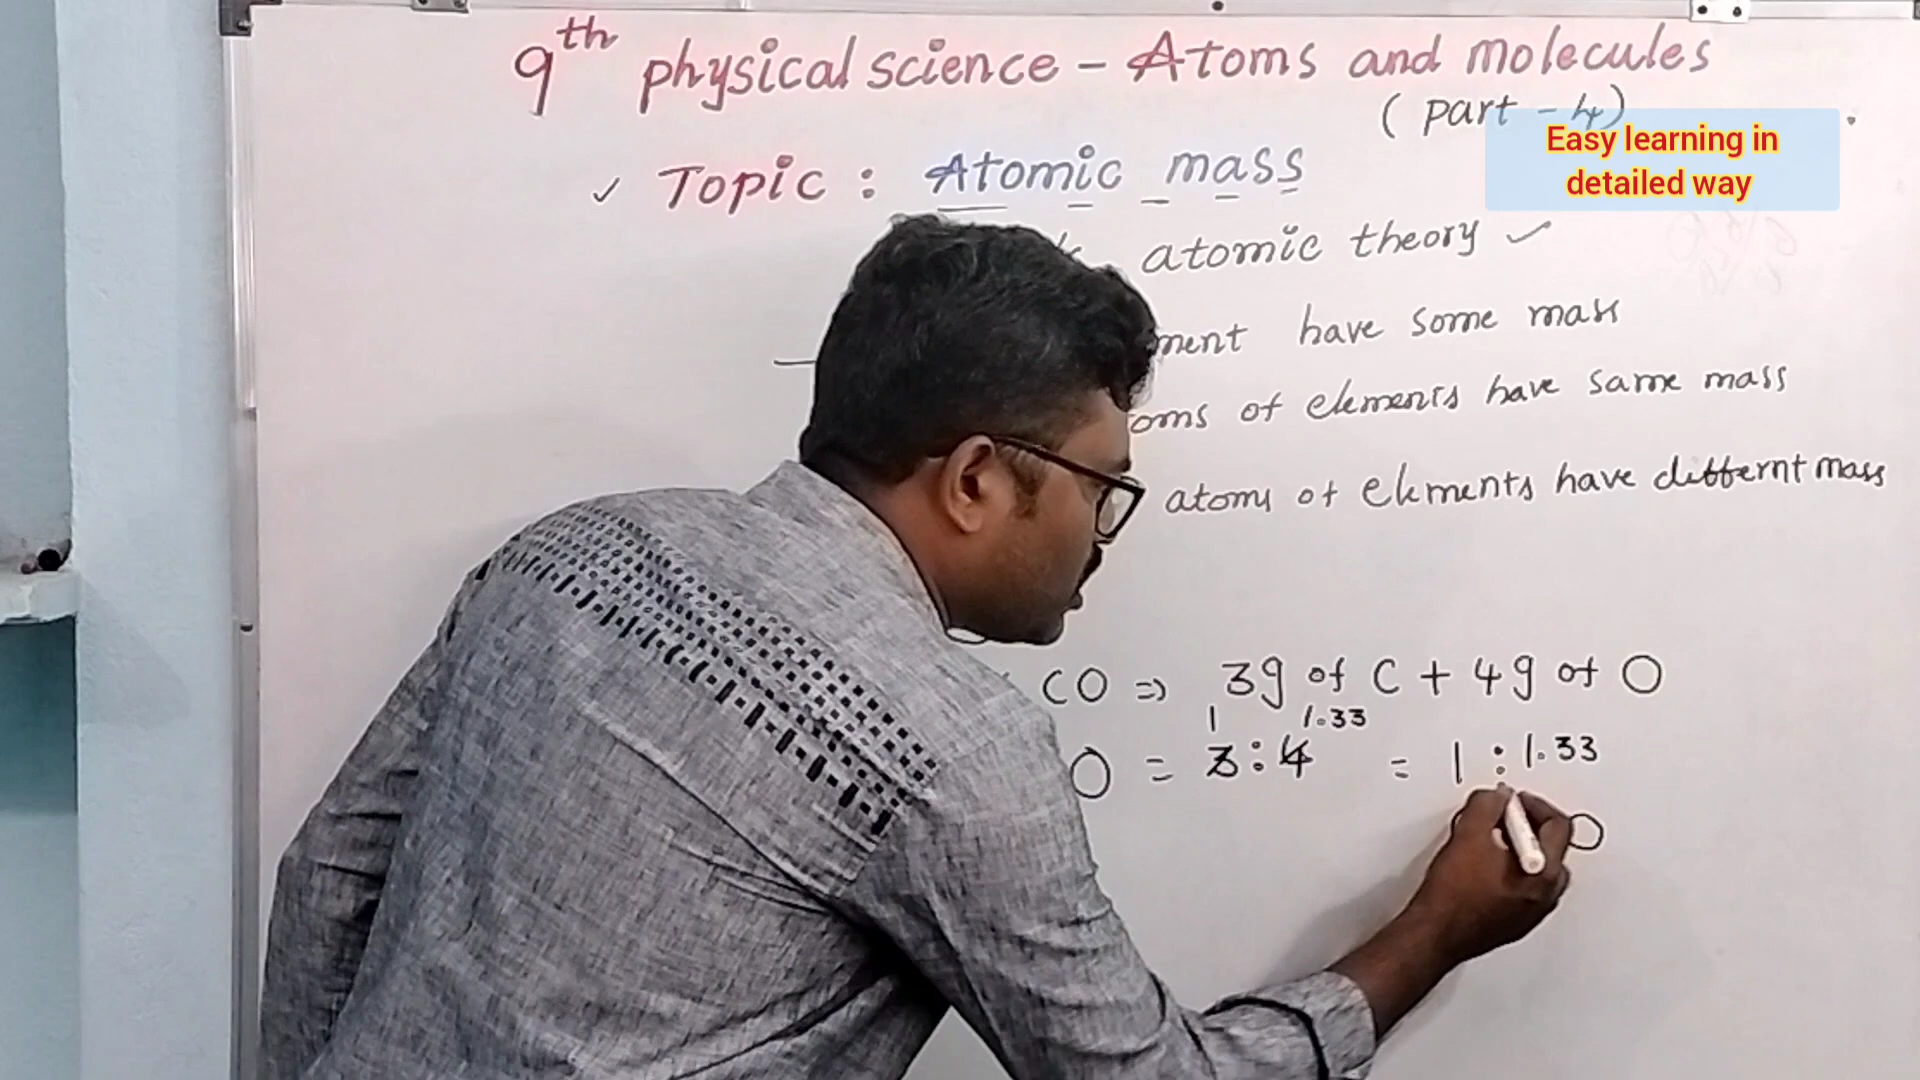 9th physical science - Atoms and molecules
(part - 4)
Easy learning in
detailed way
✓ Topic : Atomic mass
atomic theory ✓
ment have some mass
oms of elements have same mass
atoms of elements have differnt mass
CO => 3g of C + 4g of O
1 1.33
O = 3 : 4 = 1 : 1.33
O